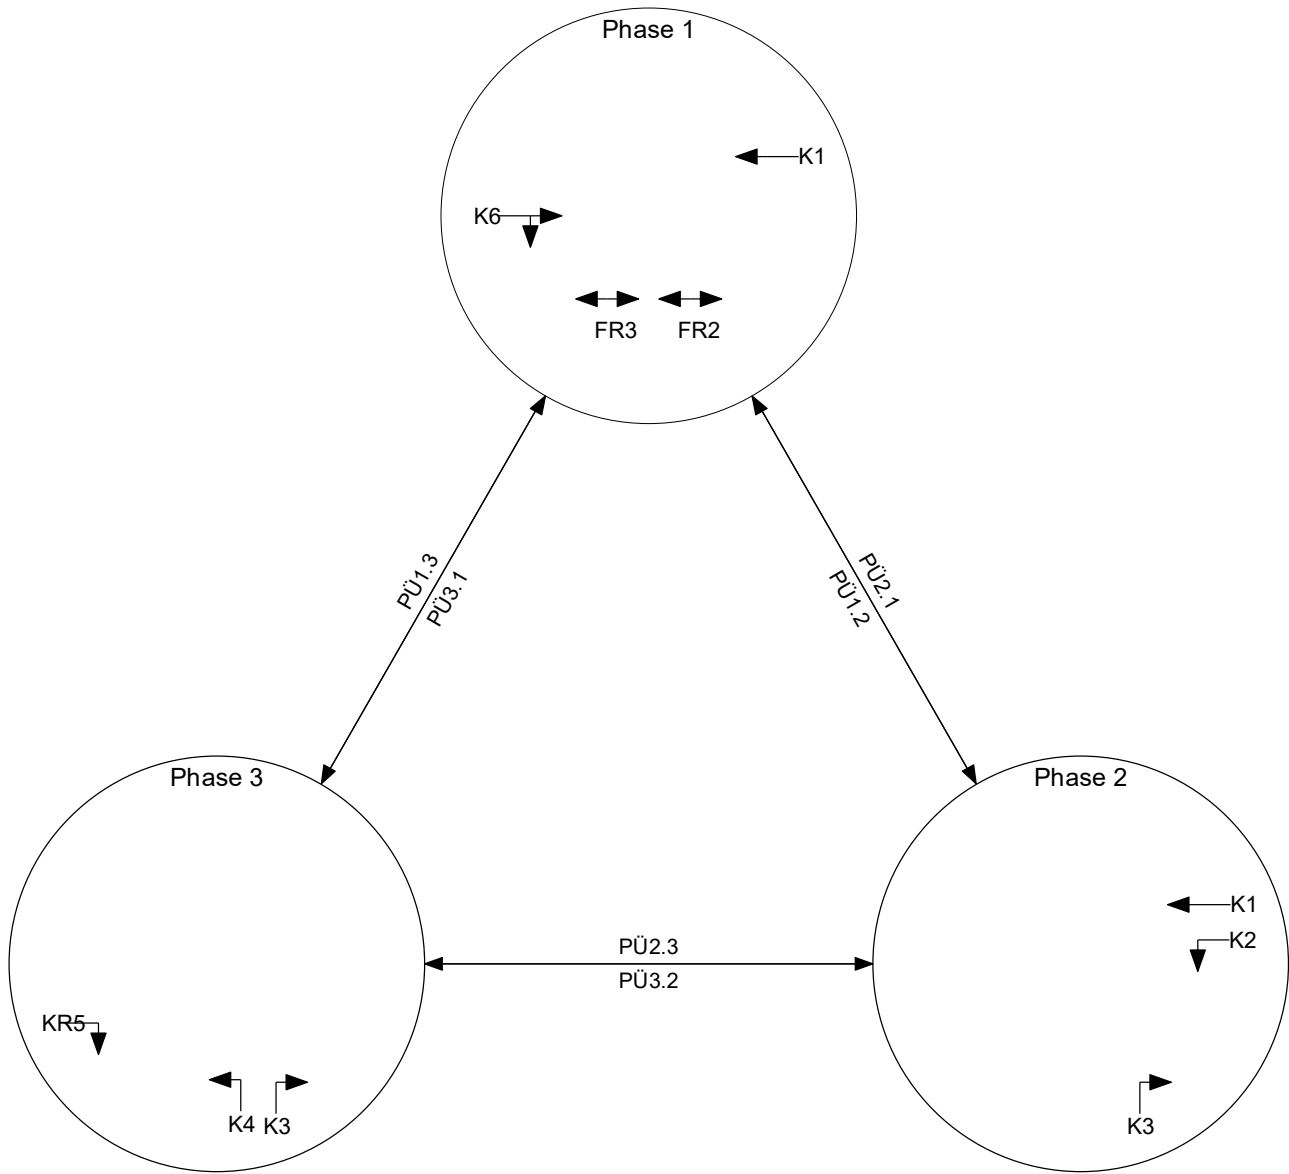 Phase 1
K1
K6
FR3
FR2
PÜ1.3
PÜ3.1
PÜ2.1
PÜ1.2
Phase 3
Phase 2
K1
K2
PÜ2.3
PÜ3.2
KR5
K4
K3
K3